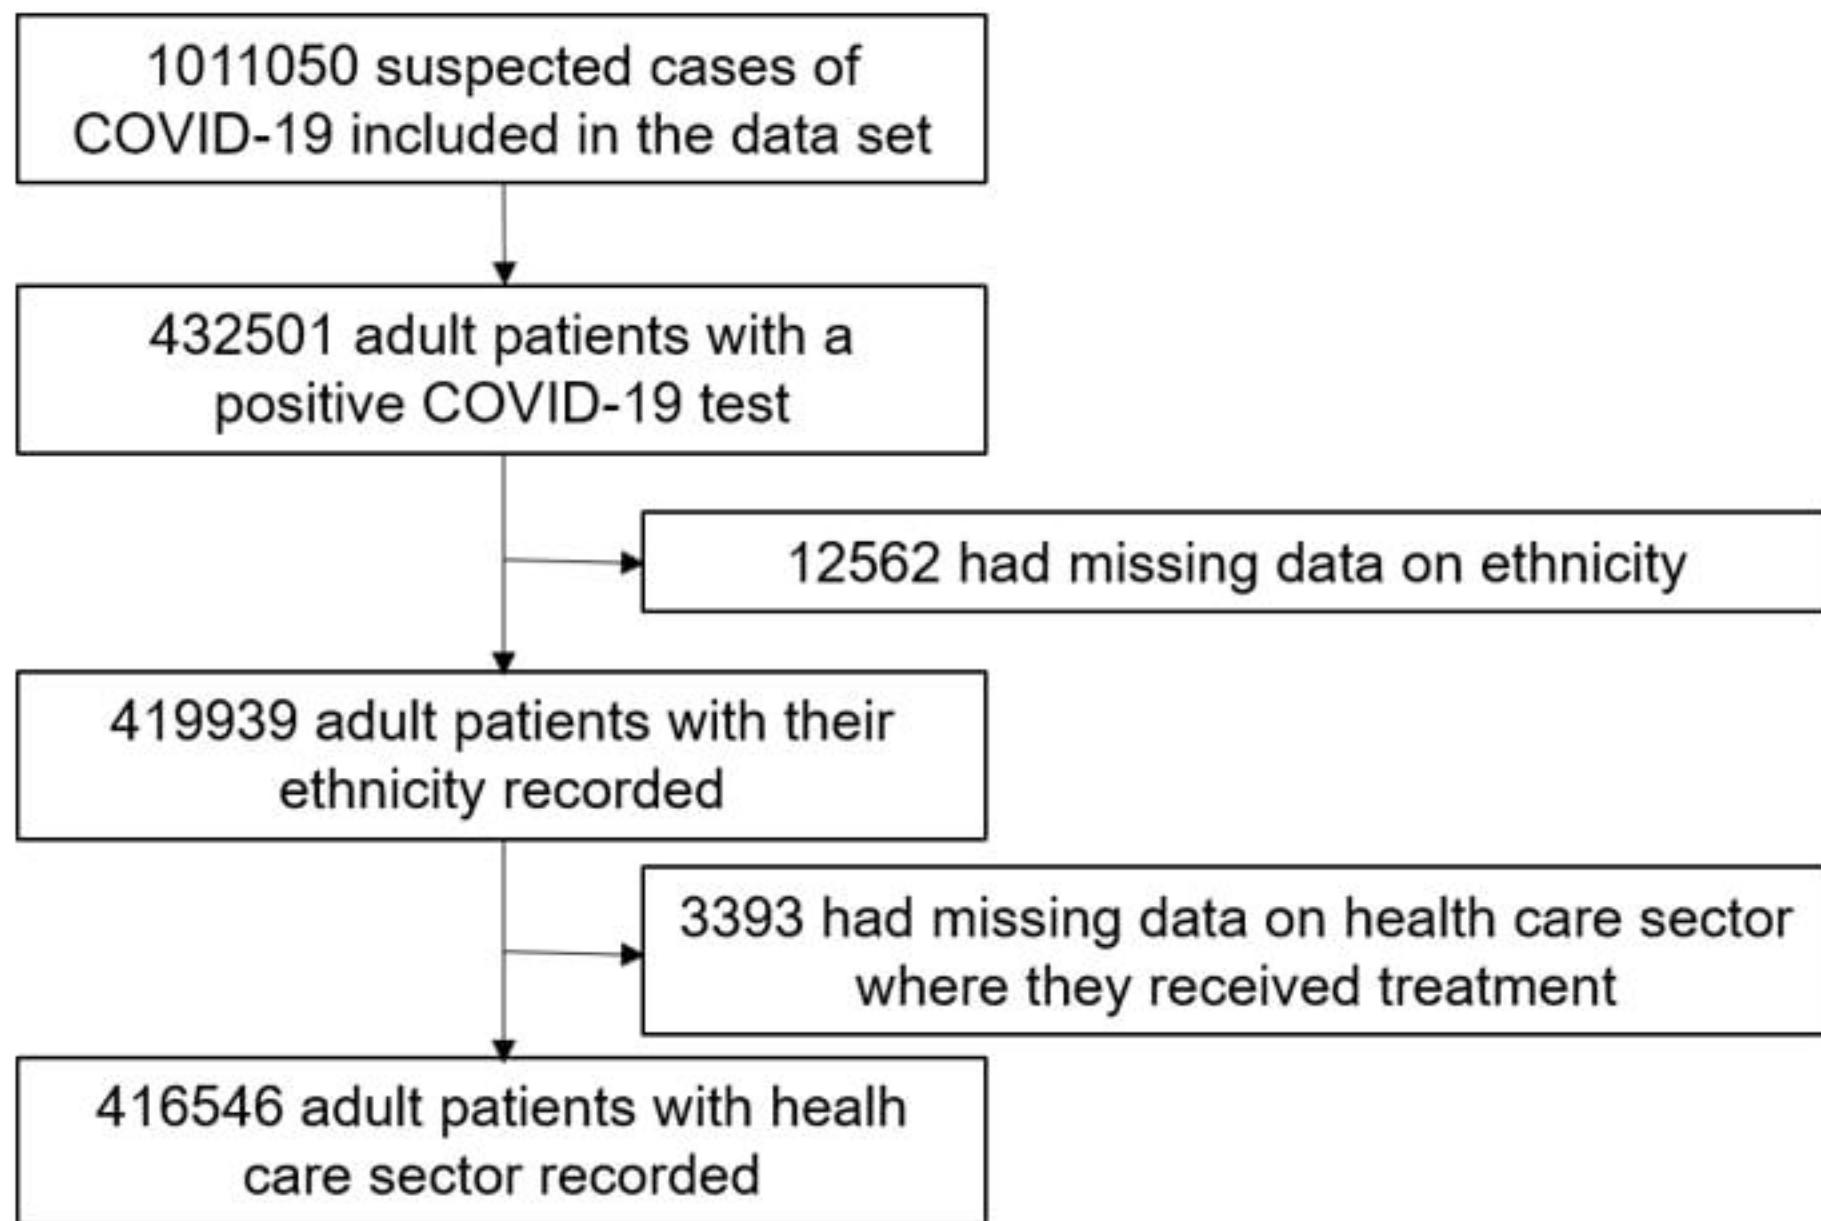 1011050 suspected cases of
COVID-19 included in the data set
432501 adult patients with a
positive COVID-19 test
12562 had missing data on ethnicity
419939 adult patients with their
ethnicity recorded
3393 had missing data on health care sector
where they received treatment
416546 adult patients with healh
care sector recorded